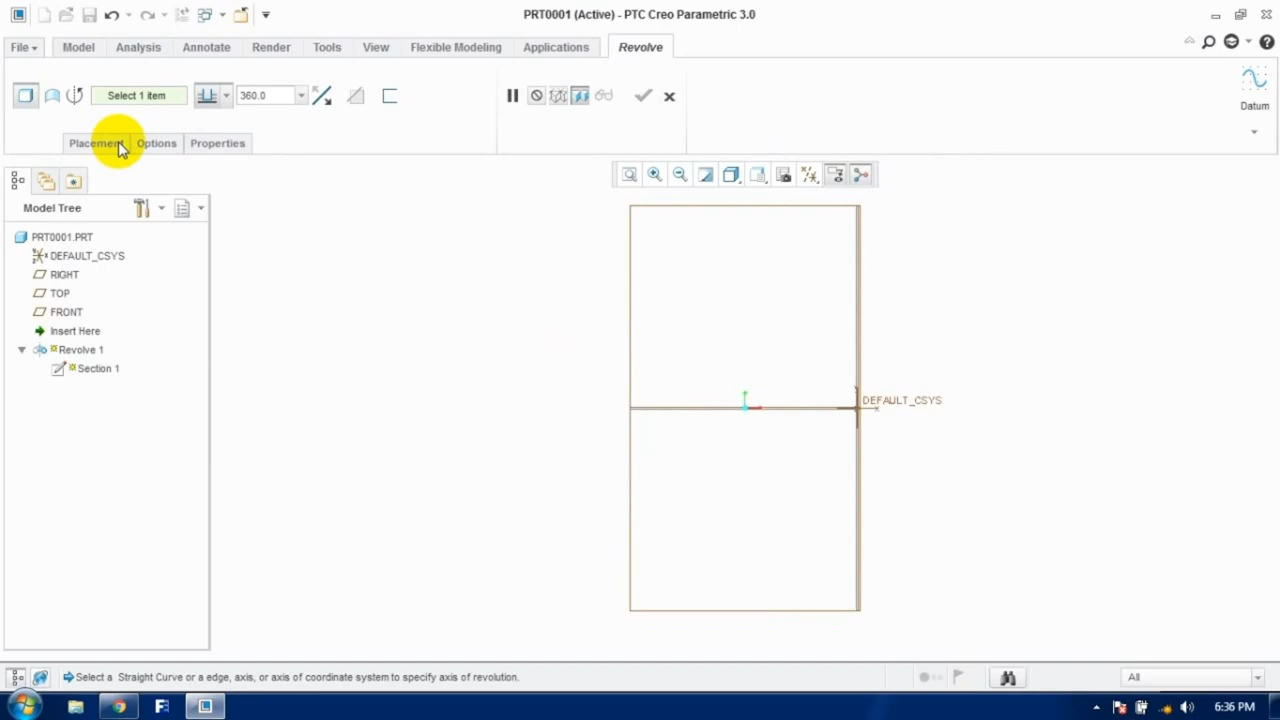 PRT0001 (Active) - PTC Creo Parametric 3.0
File Model Analysis Annotate Render Tools View Flexible Modeling Applications Revolve
Select 1 item 360.0
Datum
Placement Options Properties
Model Tree
PRT0001.PRT
DEFAULT_CSYS
RIGHT
TOP
FRONT
Insert Here
Revolve 1
Section 1
DEFAULT_CSYS
Select a Straight Curve or a edge, axis, or axis of coordinate system to specify axis of revolution.
All
6:36 PM